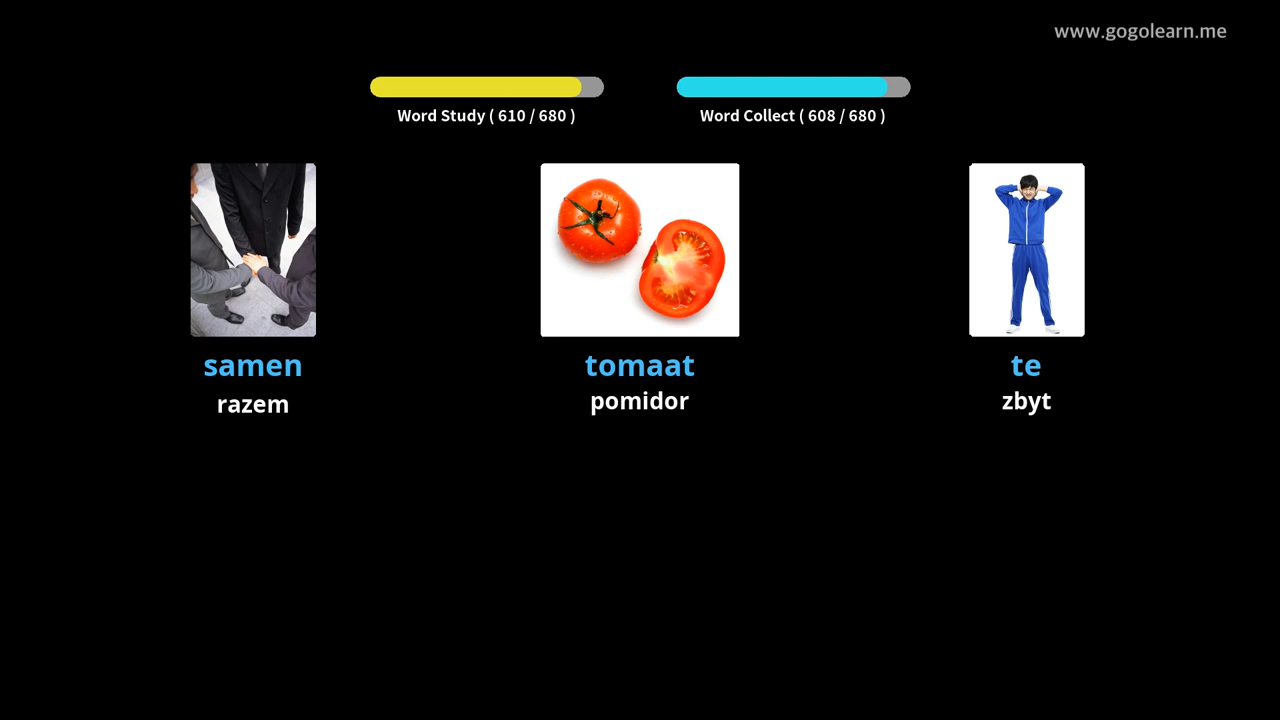 www.gogolearn.me
Word Study ( 610 / 680 )
Word Collect ( 608 / 680 )
samen
tomaat
te
razem
pomidor
zbyt